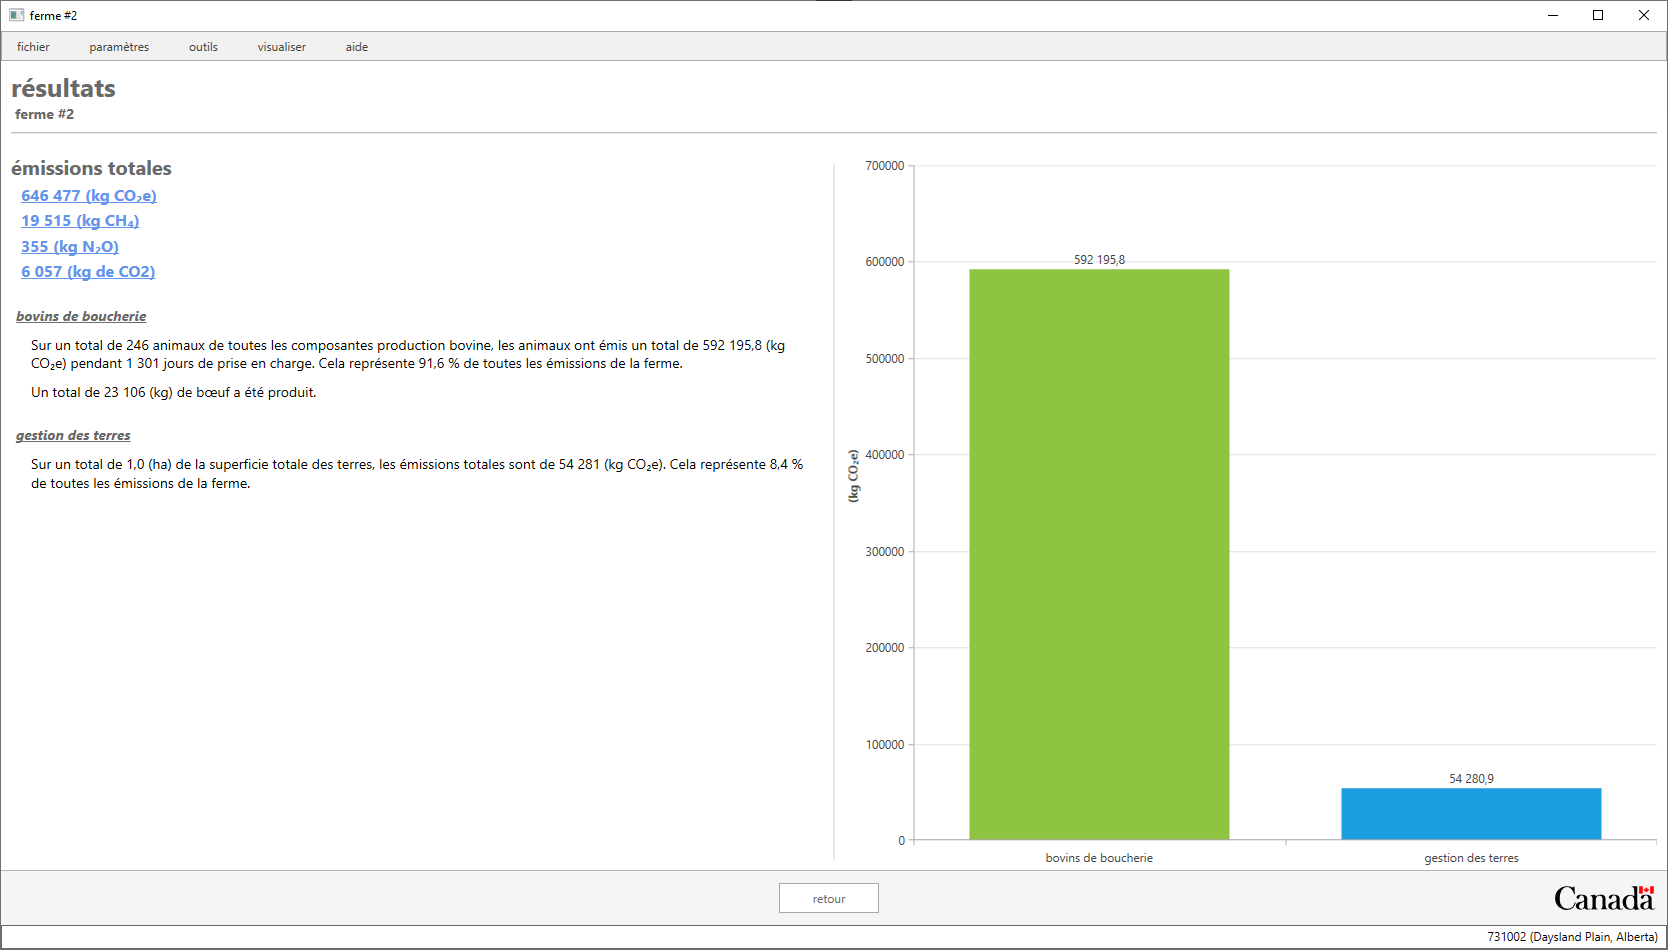 ferme #2
fichier paramètres outils visualiser aide
résultats
ferme #2
émissions totales
646 477 (kg CO₂e)
19 515 (kg CH₄)
355 (kg N₂O)
6 057 (kg de CO2)
bovins de boucherie
Sur un total de 246 animaux de toutes les composantes production bovine, les animaux ont émis un total de 592 195,8 (kg
CO₂e) pendant 1 301 jours de prise en charge. Cela représente 91,6 % de toutes les émissions de la ferme.
Un total de 23 106 (kg) de bœuf a été produit.
gestion des terres
Sur un total de 1,0 (ha) de la superficie totale des terres, les émissions totales sont de 54 281 (kg CO₂e). Cela représente 8,4 %
de toutes les émissions de la ferme.
(kg CO₂e)
700000
600000
500000
400000
300000
200000
100000
0
592 195,8
54 280,9
bovins de boucherie
gestion des terres
retour
Canada
731002 (Daysland Plain, Alberta)